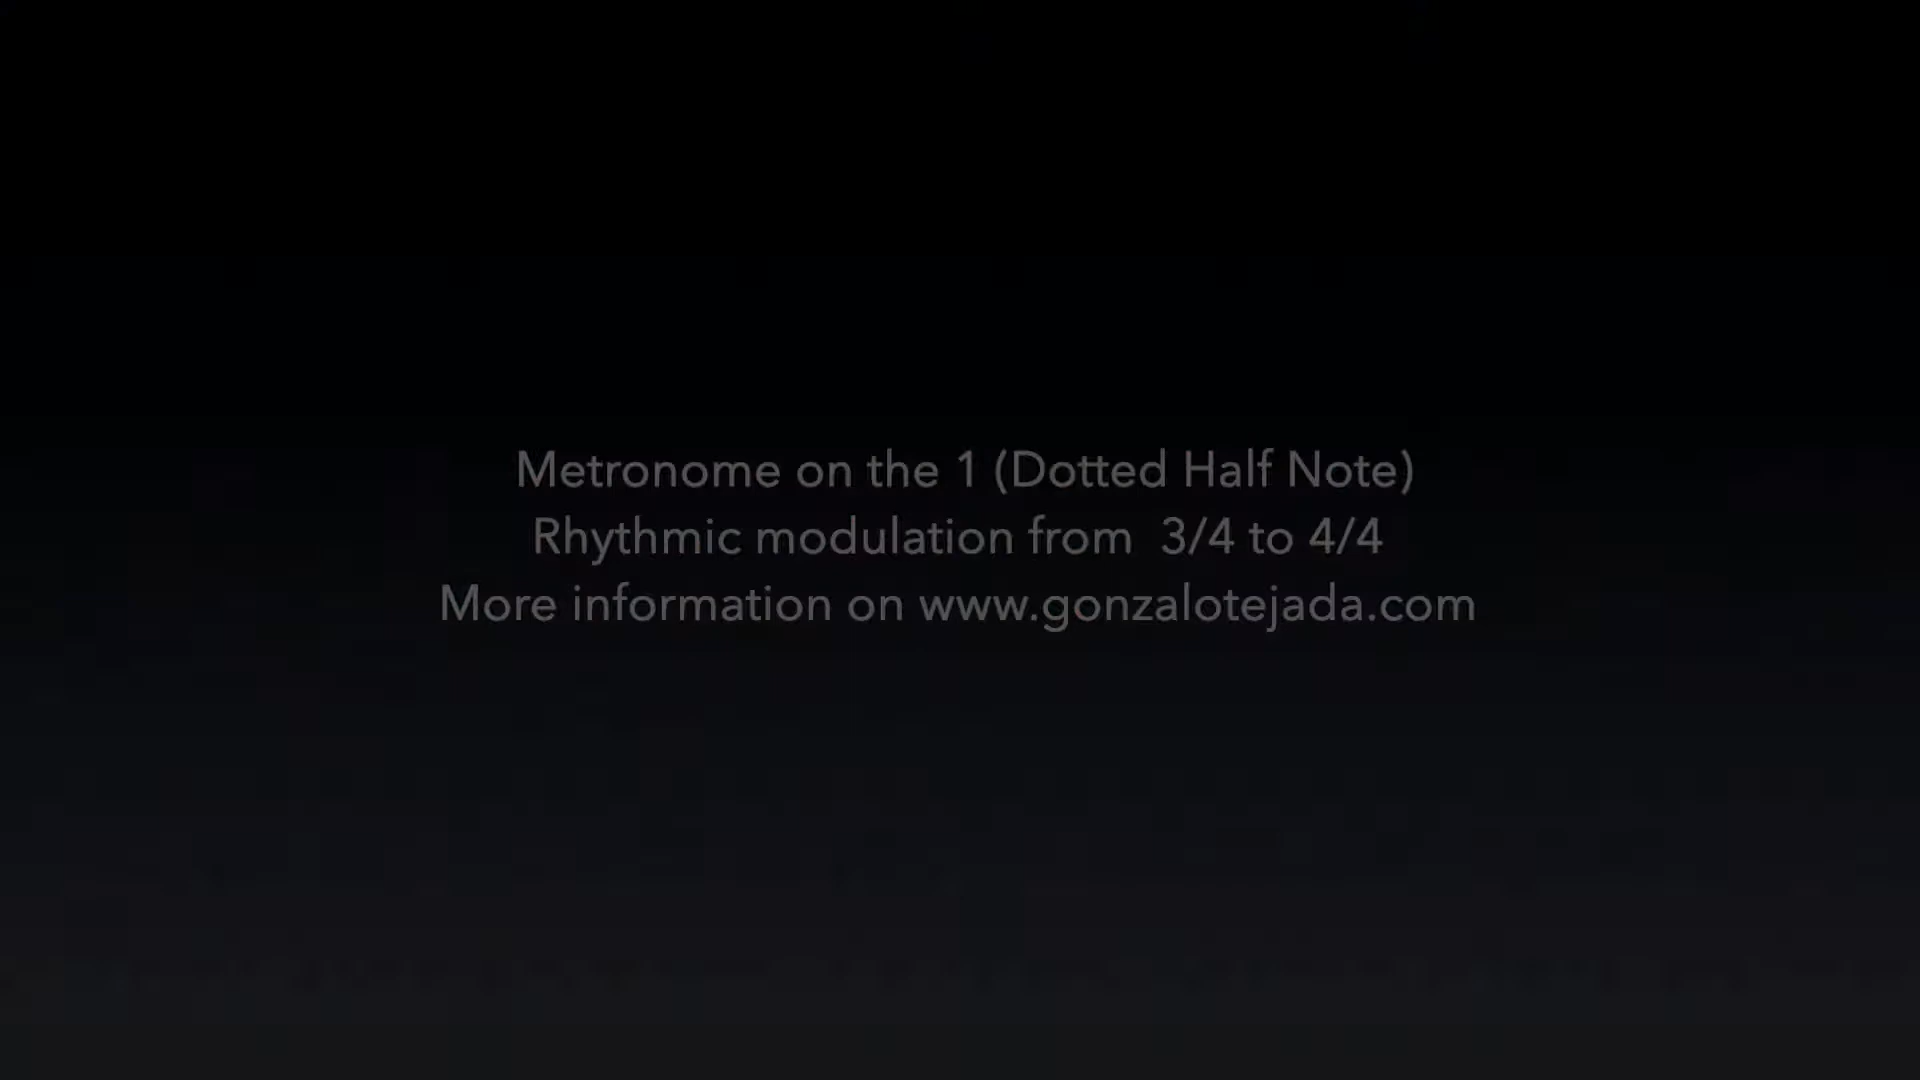 Metronome on the 1 (Dotted Half Note)
Rhythmic modulation from  3/4 to 4/4
More information on www.gonzalotejada.com